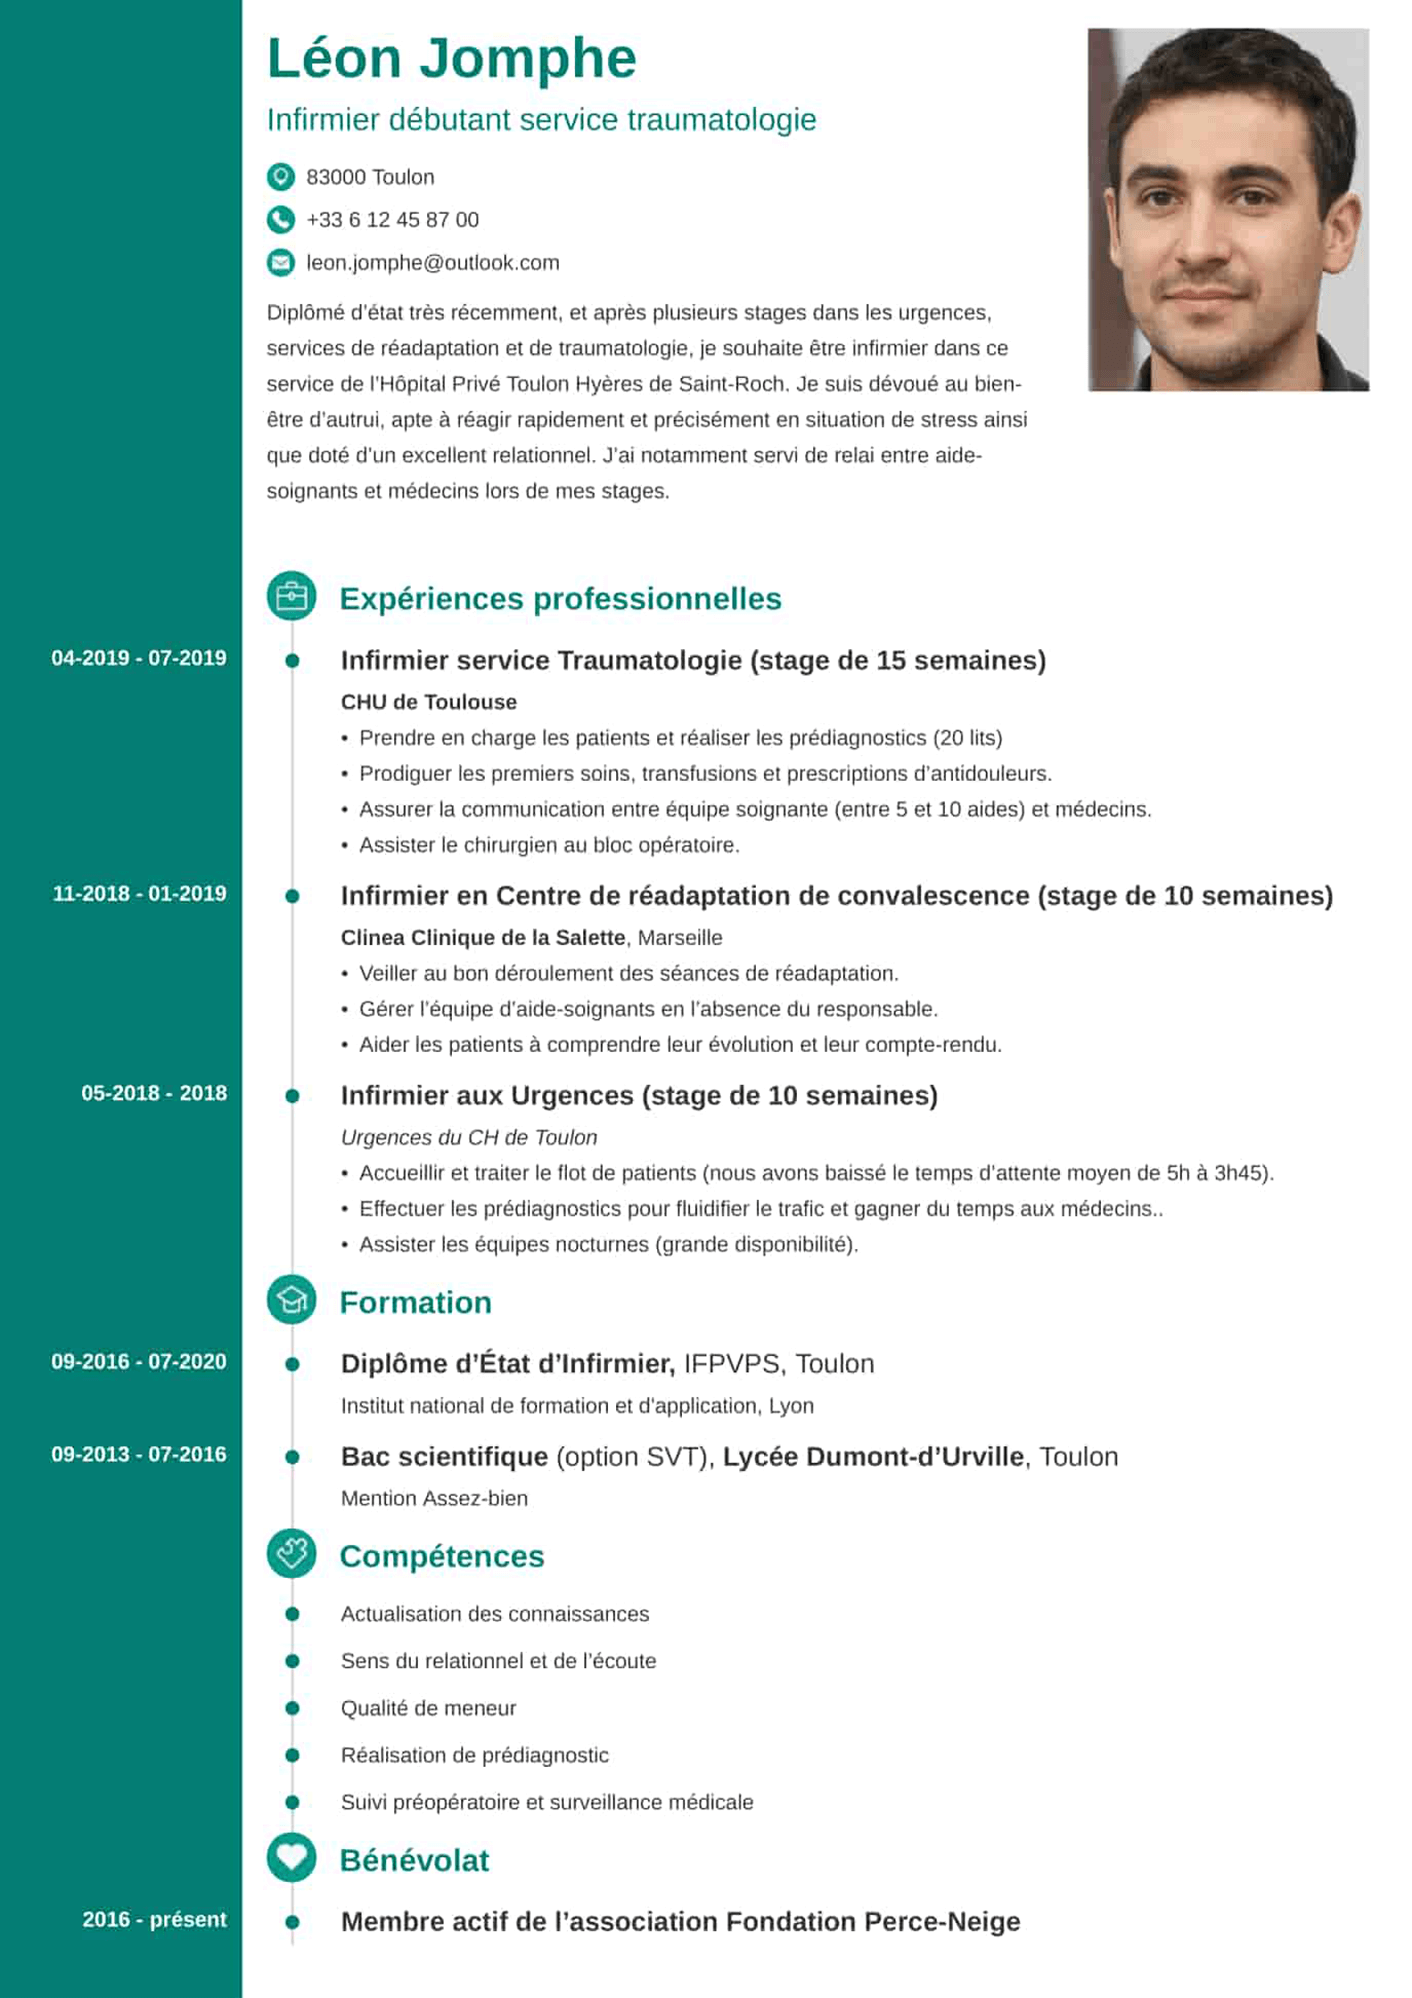 Léon Jomphe
Infirmier débutant service traumatologie
83000 Toulon
+33 6 12 45 87 00
leon.jomphe@outlook.com
Diplômé d’état très récemment, et après plusieurs stages dans les urgences,
services de réadaptation et de traumatologie, je souhaite être infirmier dans ce
service de l’Hôpital Privé Toulon Hyères de Saint-Roch. Je suis dévoué au bien-
être d’autrui, apte à réagir rapidement et précisément en situation de stress ainsi
que doté d’un excellent relationnel. J’ai notamment servi de relai entre aide-
soignants et médecins lors de mes stages.
Expériences professionnelles
04-2019 - 07-2019
Infirmier service Traumatologie (stage de 15 semaines)
CHU de Toulouse
• Prendre en charge les patients et réaliser les prédiagnostics (20 lits)
• Prodiguer les premiers soins, transfusions et prescriptions d’antidouleurs.
• Assurer la communication entre équipe soignante (entre 5 et 10 aides) et médecins.
• Assister le chirurgien au bloc opératoire.
11-2018 - 01-2019
Infirmier en Centre de réadaptation de convalescence (stage de 10 semaines)
Clinea Clinique de la Salette, Marseille
• Veiller au bon déroulement des séances de réadaptation.
• Gérer l’équipe d’aide-soignants en l’absence du responsable.
• Aider les patients à comprendre leur évolution et leur compte-rendu.
05-2018 - 2018
Infirmier aux Urgences (stage de 10 semaines)
Urgences du CH de Toulon
• Accueillir et traiter le flot de patients (nous avons baissé le temps d’attente moyen de 5h à 3h45).
• Effectuer les prédiagnostics pour fluidifier le trafic et gagner du temps aux médecins..
• Assister les équipes nocturnes (grande disponibilité).
Formation
09-2016 - 07-2020
Diplôme d’État d’Infirmier, IFPVPS, Toulon
Institut national de formation et d'application, Lyon
09-2013 - 07-2016
Bac scientifique (option SVT), Lycée Dumont-d’Urville, Toulon
Mention Assez-bien
Compétences
Actualisation des connaissances
Sens du relationnel et de l’écoute
Qualité de meneur
Réalisation de prédiagnostic
Suivi préopératoire et surveillance médicale
Bénévolat
2016 - présent
Membre actif de l’association Fondation Perce-Neige